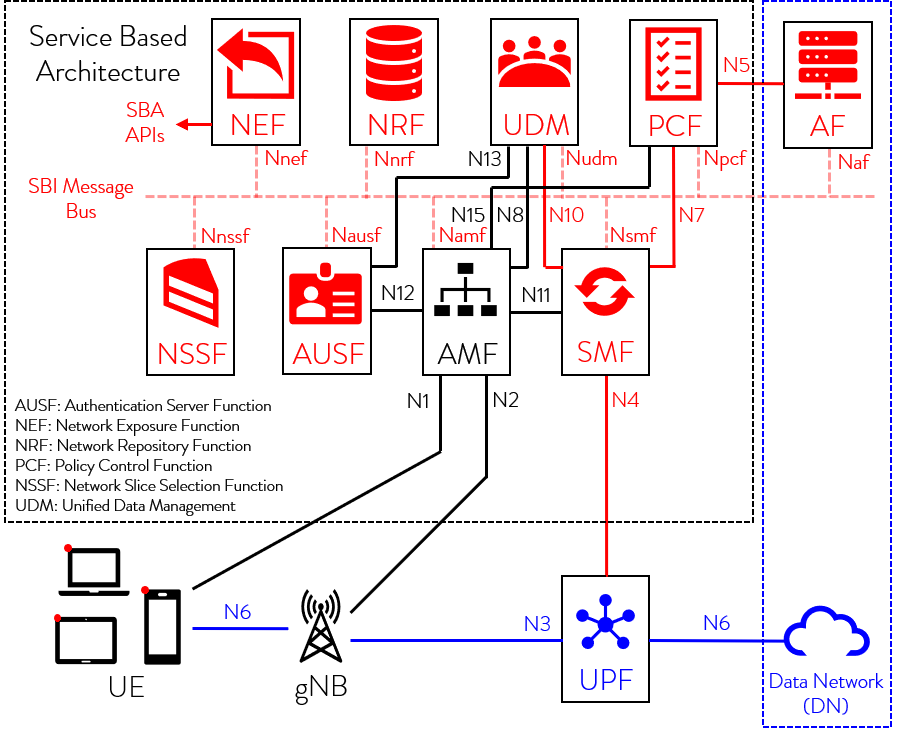 Service Based
Architecture
SBA
APIs
NEF
NRF
UDM
PCF
N5
AF
Nnef
Nnrf
N13
Nudm
Npcf
Naf
SBI Message
Bus
Nnssf
Nausf
N15
Namf
N8
N10
Nsmf
N7
NSSF
AUSF
N12
AMF
N11
SMF
N1
N2
N4
AUSF: Authentication Server Function
NEF: Network Exposure Function
NRF: Network Repository Function
PCF: Policy Control Function
NSSF: Network Slice Selection Function
UDM: Unified Data Management
N6
N3
N6
UE
gNB
UPF
Data Network
(DN)